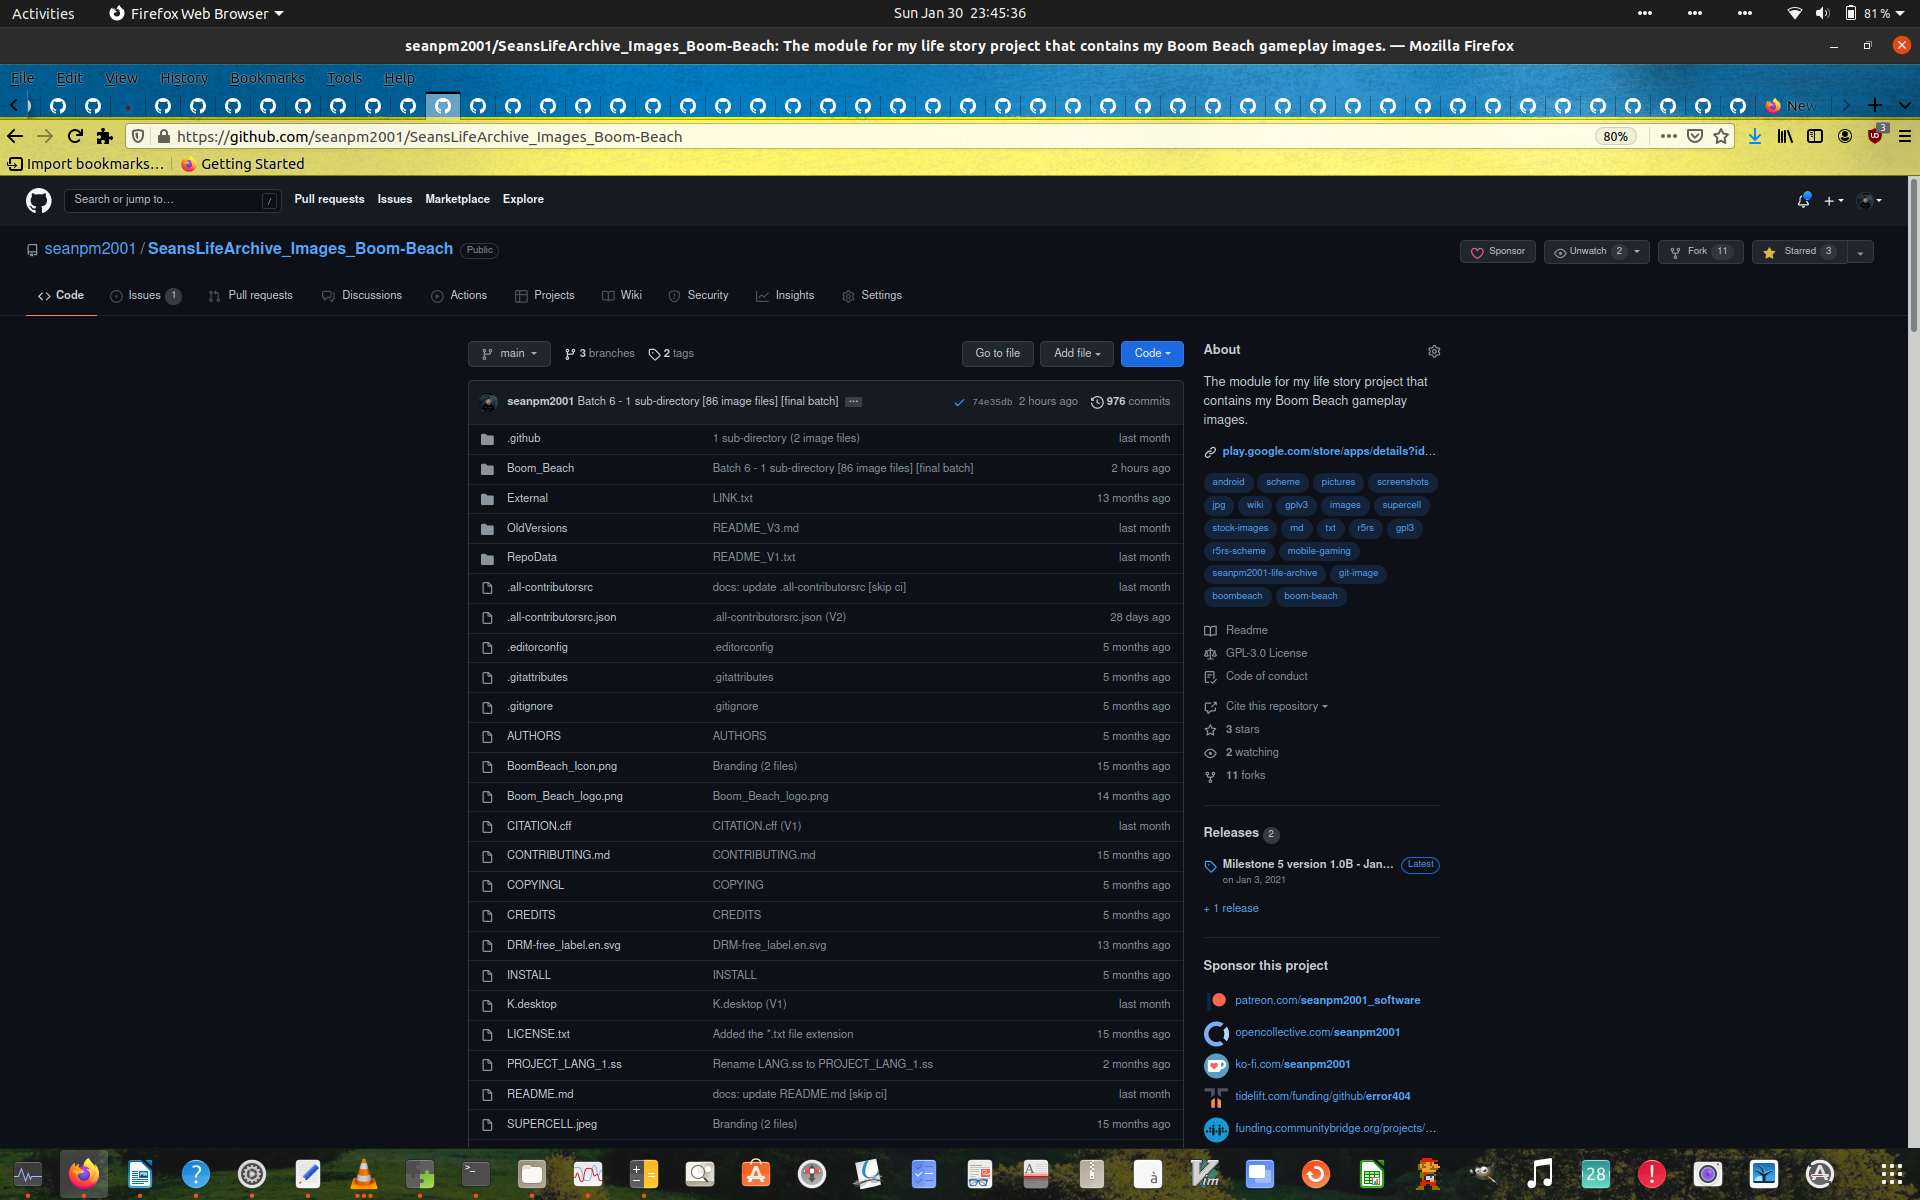 Activities
Firefox Web Browser
Sun Jan 30 23:45:36
81 %
seanpm2001/SeansLifeArchive_Images_Boom-Beach: The module for my life story project that contains my Boom Beach gameplay images. — Mozilla Firefox
File Edit View History Bookmarks Tools Help
New
https://github.com/seanpm2001/SeansLifeArchive_Images_Boom-Beach
80%
3
Import bookmarks…
Getting Started
Search or jump to…
/
Pull requests Issues Marketplace Explore
seanpm2001 / SeansLifeArchive_Images_Boom-Beach Public
Sponsor
Unwatch 2
Fork 11
Starred 3
Code
Issues 1
Pull requests
Discussions
Actions
Projects
Wiki
Security
Insights
Settings
main
3 branches
2 tags
Go to file
Add file
Code
seanpm2001 Batch 6 - 1 sub-directory [86 image files] [final batch] 74e35db 2 hours ago 976 commits
.github 1 sub-directory (2 image files) last month
Boom_Beach Batch 6 - 1 sub-directory [86 image files] [final batch] 2 hours ago
External LINK.txt 13 months ago
OldVersions README_V3.md last month
RepoData README_V1.txt last month
.all-contributorsrc docs: update .all-contributorsrc [skip ci] last month
.all-contributorsrc.json .all-contributorsrc.json (V2) 28 days ago
.editorconfig .editorconfig 5 months ago
.gitattributes .gitattributes 5 months ago
.gitignore .gitignore 5 months ago
AUTHORS AUTHORS 5 months ago
BoomBeach_Icon.png Branding (2 files) 15 months ago
Boom_Beach_logo.png Boom_Beach_logo.png 14 months ago
CITATION.cff CITATION.cff (V1) last month
CONTRIBUTING.md CONTRIBUTING.md 15 months ago
COPYINGL COPYING 5 months ago
CREDITS CREDITS 5 months ago
DRM-free_label.en.svg DRM-free_label.en.svg 13 months ago
INSTALL INSTALL 5 months ago
K.desktop K.desktop (V1) last month
LICENSE.txt Added the *.txt file extension 15 months ago
PROJECT_LANG_1.ss Rename LANG.ss to PROJECT_LANG_1.ss 2 months ago
README.md docs: update README.md [skip ci] last month
SUPERCELL.jpeg Branding (2 files) 15 months ago
About
The module for my life story project that
contains my Boom Beach gameplay
images.
play.google.com/store/apps/details?id…
android scheme pictures screenshots
jpg wiki gplv3 images supercell
stock-images md txt r5rs gpl3
r5rs-scheme mobile-gaming
seanpm2001-life-archive git-image
boombeach boom-beach
Readme
GPL-3.0 License
Code of conduct
Cite this repository
3 stars
2 watching
11 forks
Releases 2
Milestone 5 version 1.0B - Jan… Latest
on Jan 3, 2021
+ 1 release
Sponsor this project
patreon.com/seanpm2001_software
opencollective.com/seanpm2001
ko-fi.com/seanpm2001
tidelift.com/funding/github/error404
funding.communitybridge.org/projects/…
28